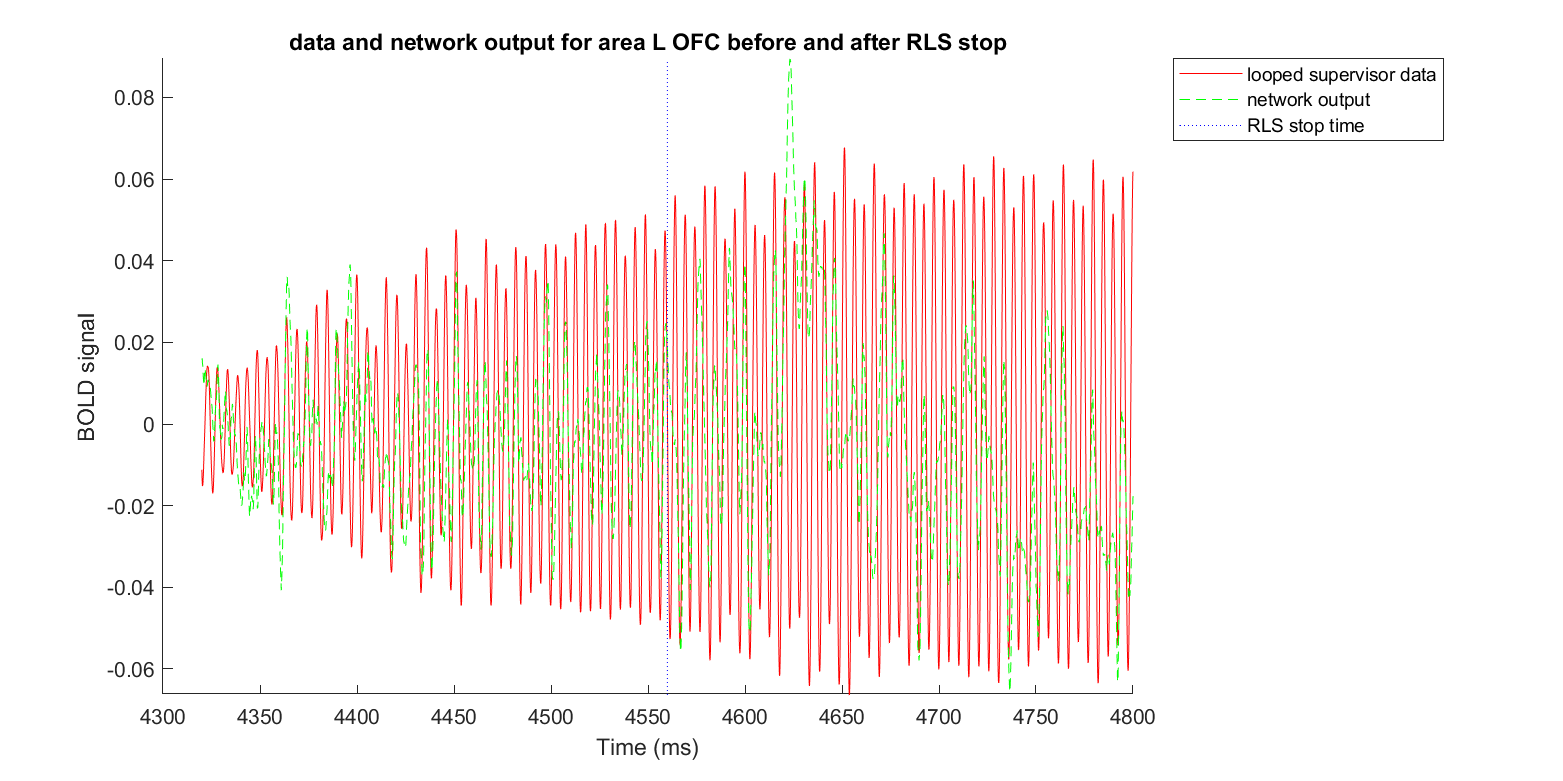 data and network output for area L OFC before and after RLS stop
looped supervisor data
network output
RLS stop time
BOLD signal
0.08
0.06
0.04
0.02
0
-0.02
-0.04
-0.06
4300 4350 4400 4450 4500 4550 4600 4650 4700 4750 4800
Time (ms)